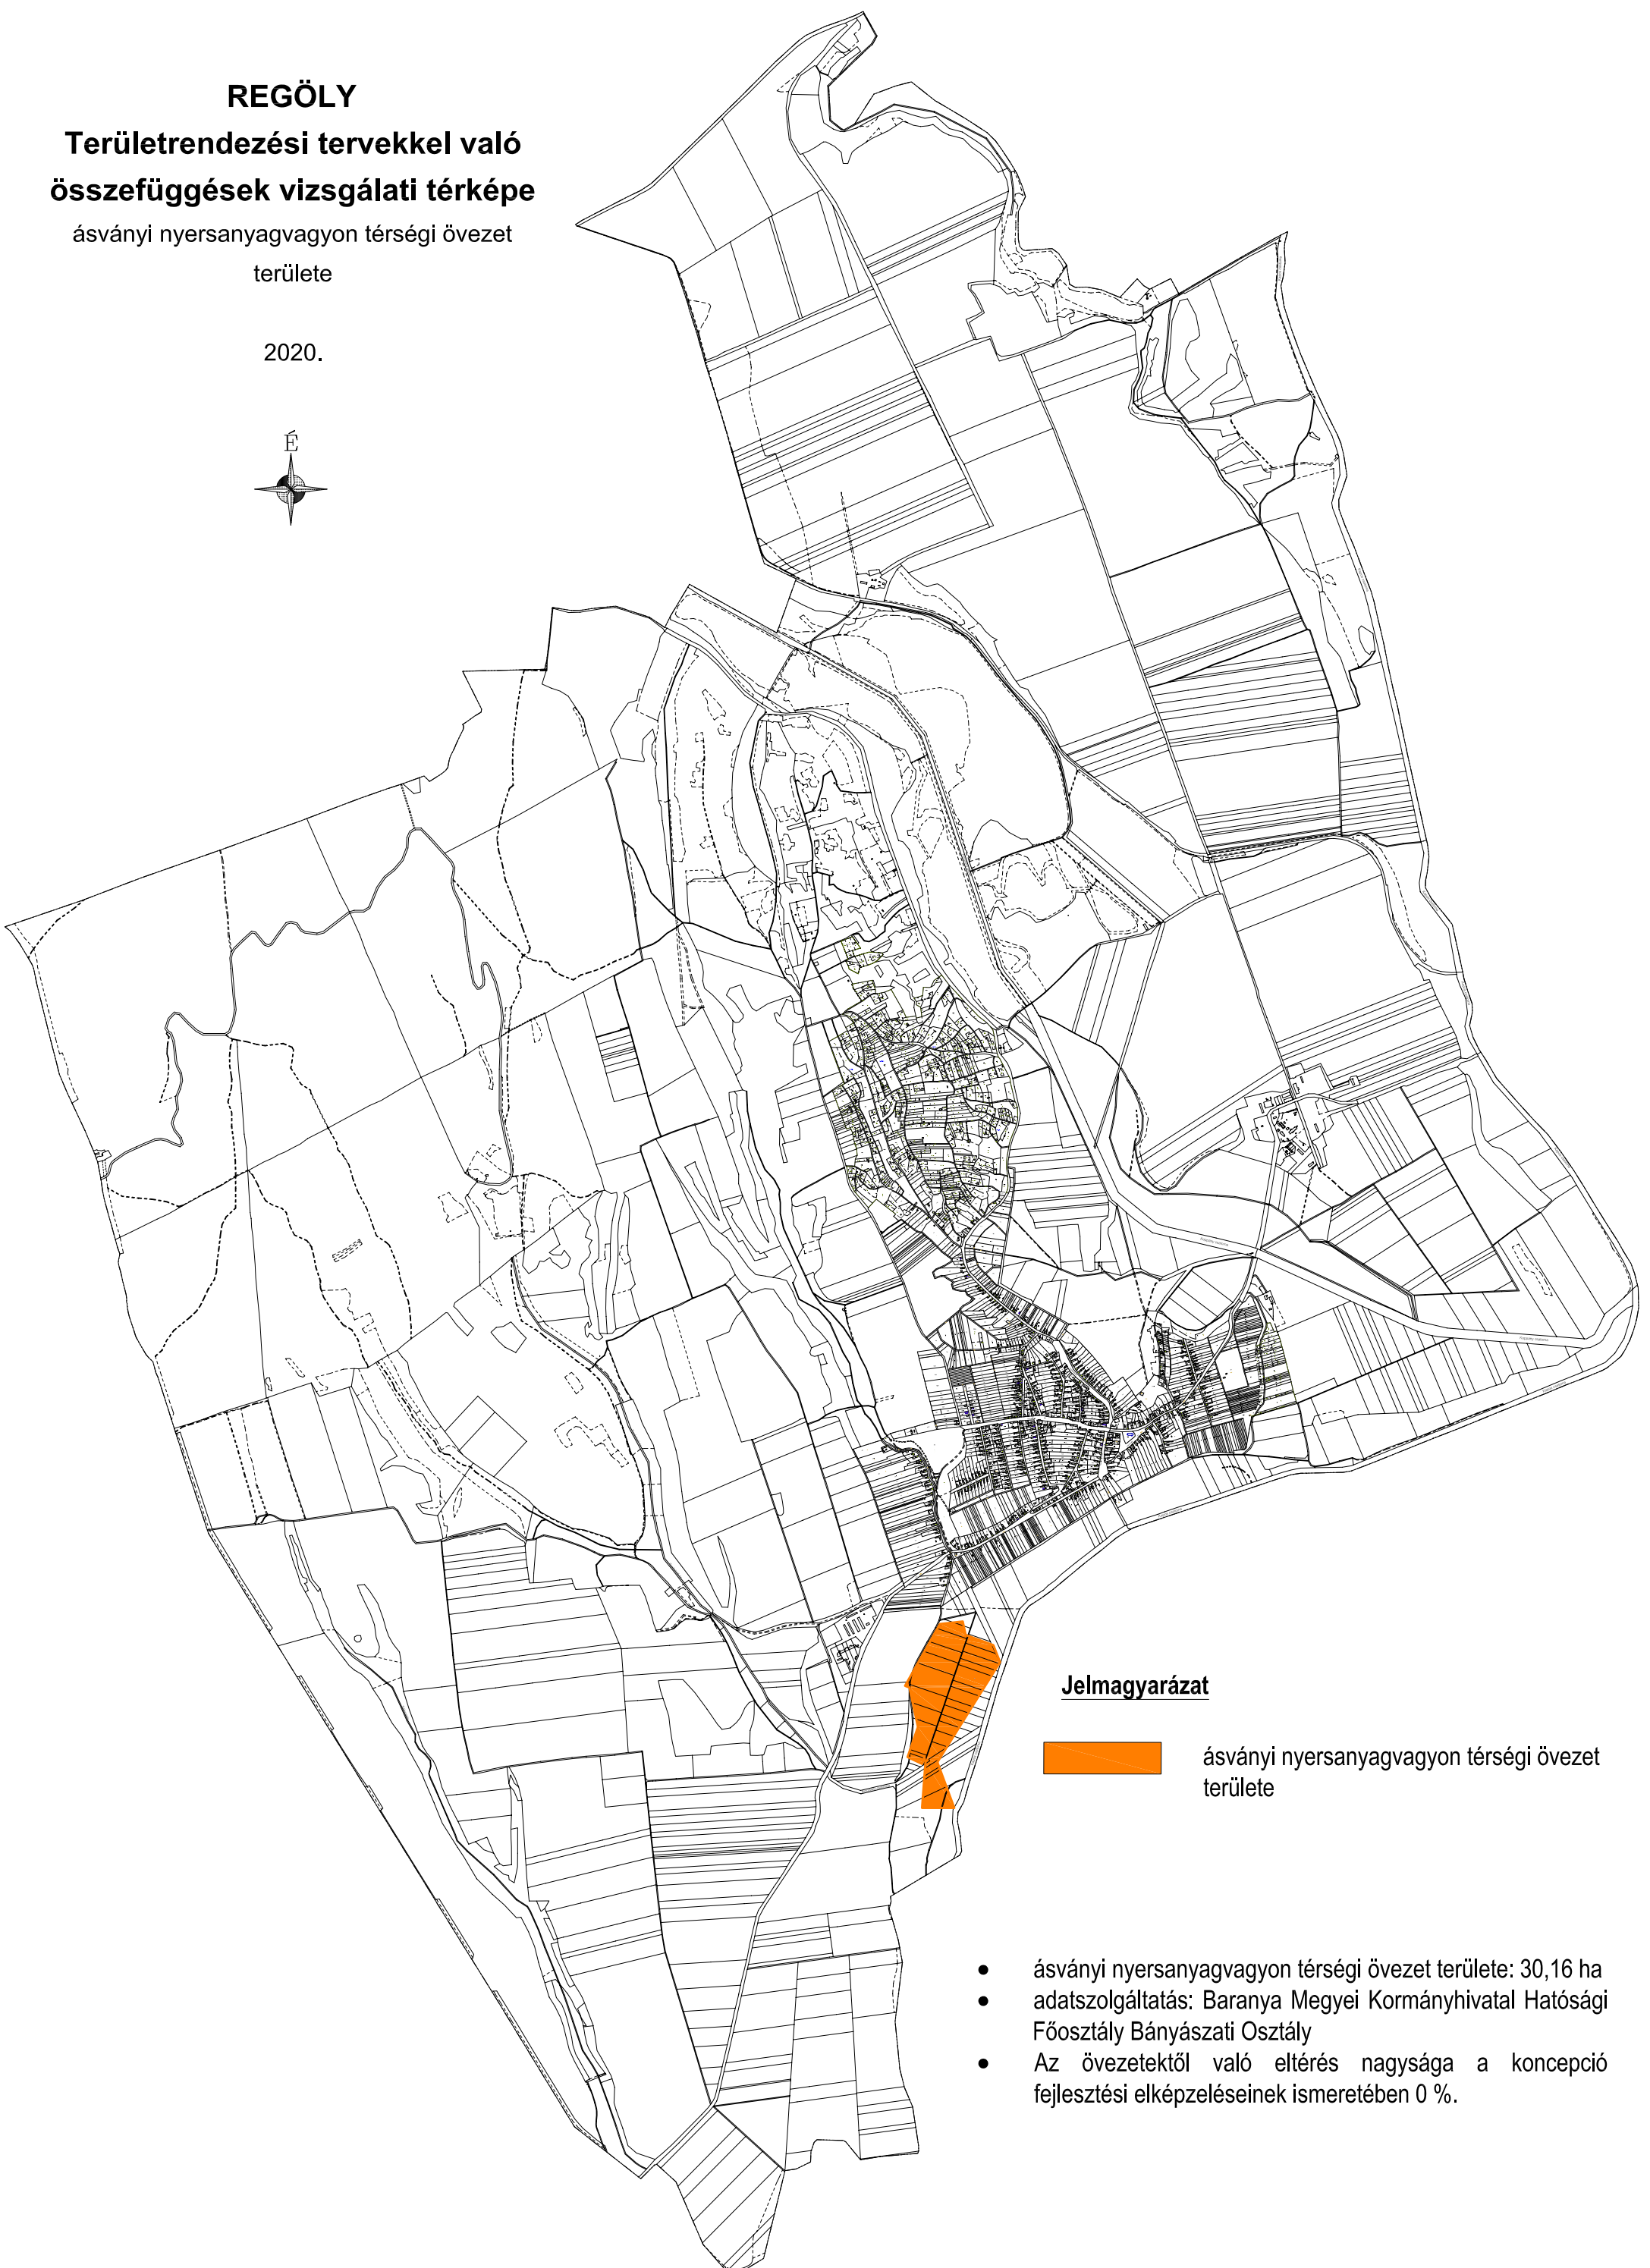 REGÖLY
Területrendezési tervekkel való
összefüggések vizsgálati térképe
ásványi nyersanyagvagyon térségi övezet
területe
2020.
É
Jelmagyarázat
ásványi nyersanyagvagyon térségi övezet
területe
● ásványi nyersanyagvagyon térségi övezet területe: 30,16 ha
● adatszolgáltatás: Baranya Megyei Kormányhivatal Hatósági
Főosztály Bányászati Osztály
● Az övezetektől való eltérés nagysága a koncepció
fejlesztési elképzeléseinek ismeretében 0 %.